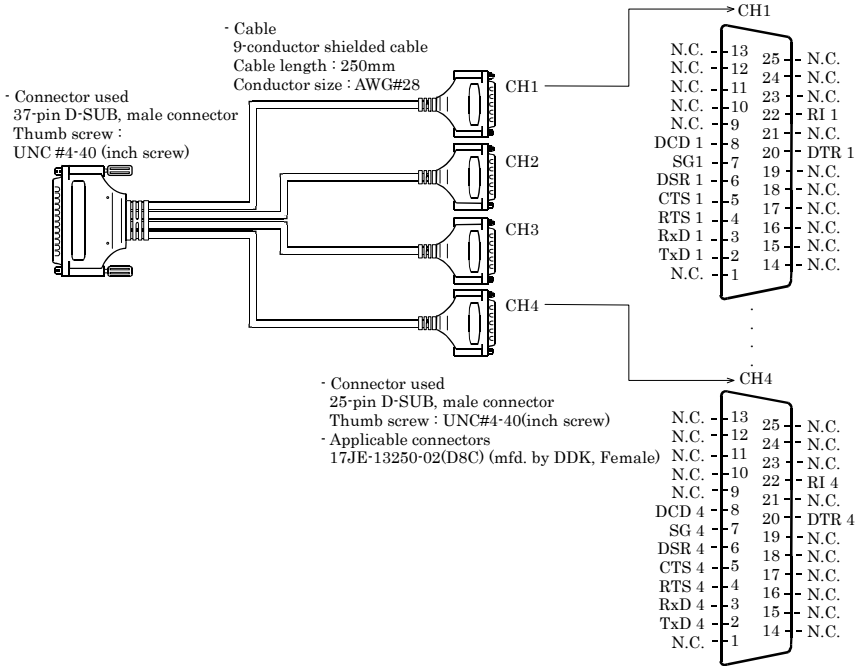 - Cable
9-conductor shielded cable
Cable length : 250mm
Conductor size : AWG#28
- Connector used
37-pin D-SUB, male connector
Thumb screw :
UNC #4-40 (inch screw)
CH1
CH2
CH3
CH4
- Connector used
25-pin D-SUB, male connector
Thumb screw : UNC#4-40(inch screw)
- Applicable connectors
17JE-13250-02(D8C) (mfd. by DDK, Female)
CH1
N.C. 13
N.C. 12
N.C. 11
N.C. 10
N.C. 9
DCD 1 8
SG1 7
DSR 1 6
CTS 1 5
RTS 1 4
RxD 1 3
TxD 1 2
N.C. 1
25 N.C.
24 N.C.
23 N.C.
22 RI 1
21 N.C.
20 DTR 1
19 N.C.
18 N.C.
17 N.C.
16 N.C.
15 N.C.
14 N.C.
CH4
N.C. 13
N.C. 12
N.C. 11
N.C. 10
N.C. 9
DCD 4 8
SG 4 7
DSR 4 6
CTS 4 5
RTS 4 4
RxD 4 3
TxD 4 2
N.C. 1
25 N.C.
24 N.C.
23 N.C.
22 RI 4
21 N.C.
20 DTR 4
19 N.C.
18 N.C.
17 N.C.
16 N.C.
15 N.C.
14 N.C.